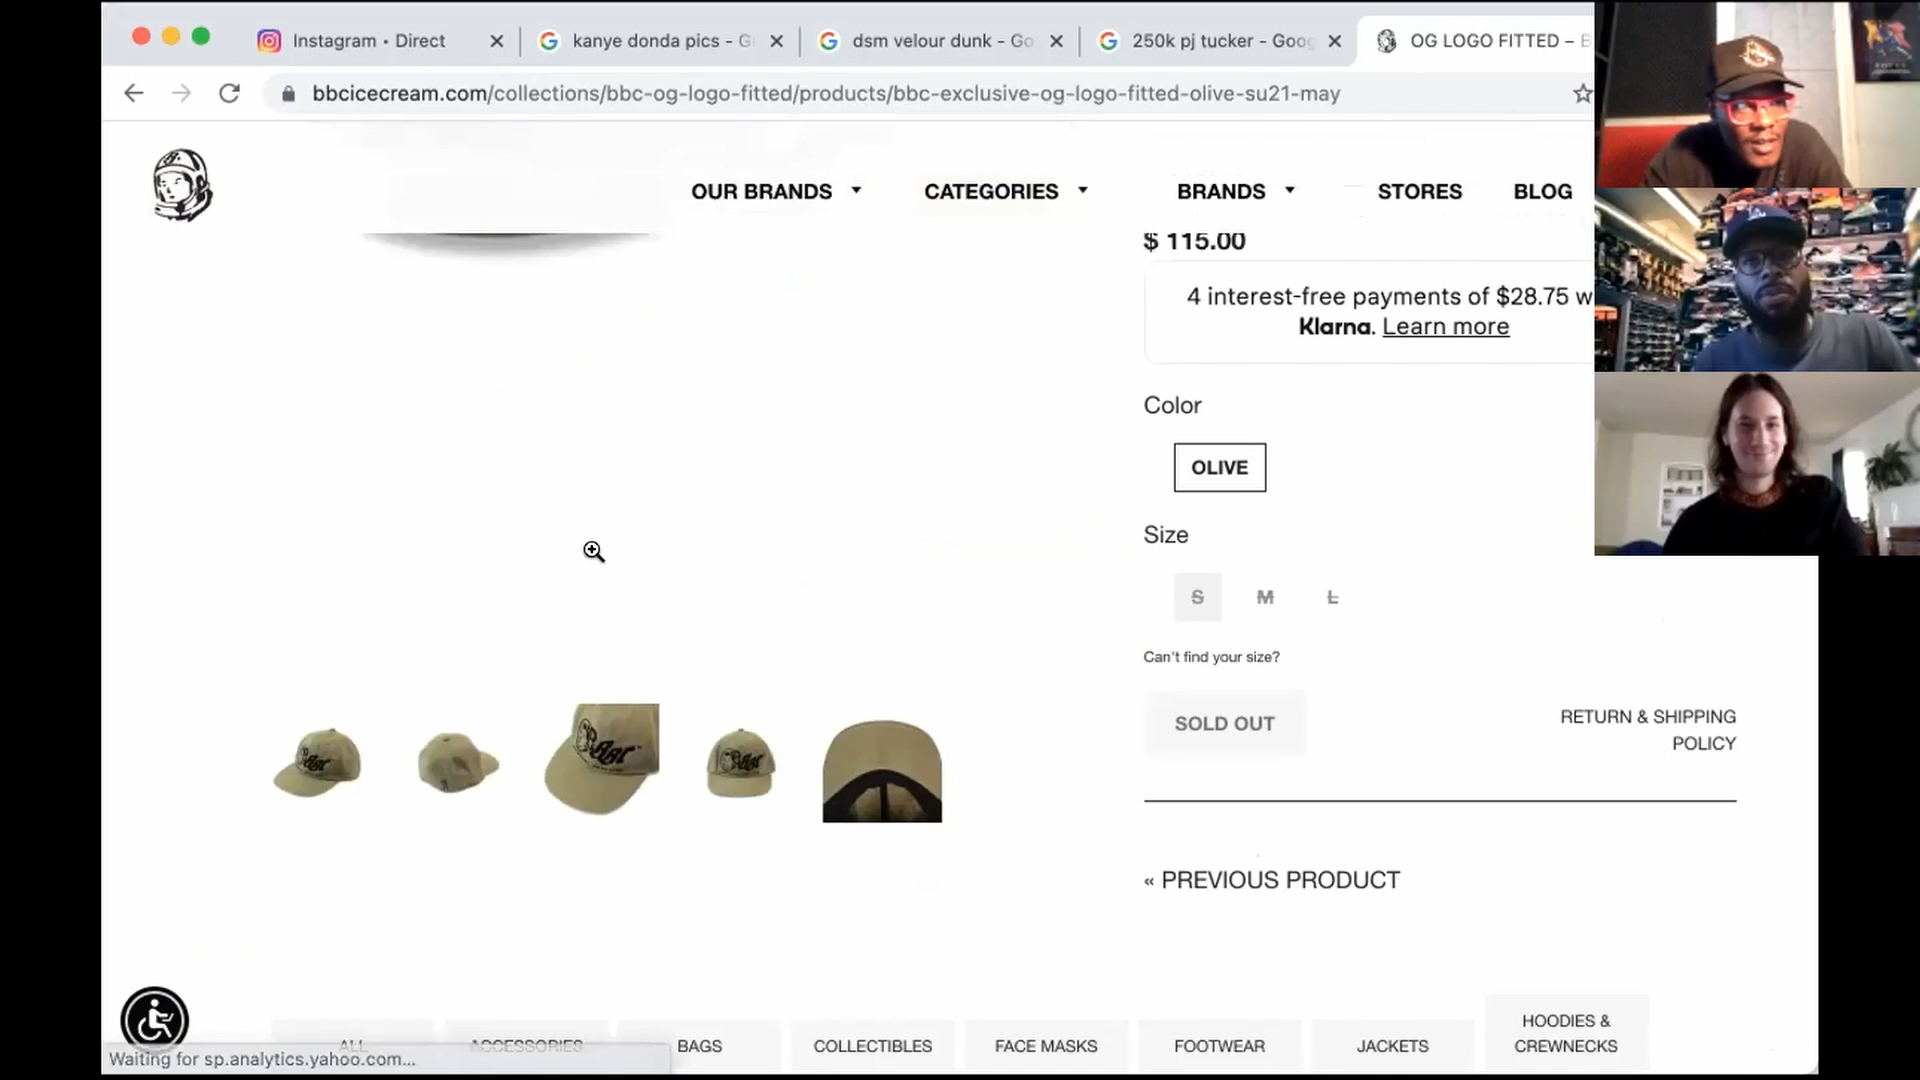 Instagram • Direct
kanye donda pics - G
dsm velour dunk - Go
250k pj tucker - Goog
OG LOGO FITTED – B
bbcicecream.com/collections/bbc-og-logo-fitted/products/bbc-exclusive-og-logo-fitted-olive-su21-may
OUR BRANDS
CATEGORIES
BRANDS
STORES
BLOG
$ 115.00
4 interest-free payments of $28.75 w
Klarna. Learn more
Color
OLIVE
Size
S M L
Can't find your size?
SOLD OUT
RETURN & SHIPPING
POLICY
« PREVIOUS PRODUCT
ALL
ACCESSORIES
BAGS
COLLECTIBLES
FACE MASKS
FOOTWEAR
JACKETS
HOODIES &
CREWNECKS
Waiting for sp.analytics.yahoo.com...